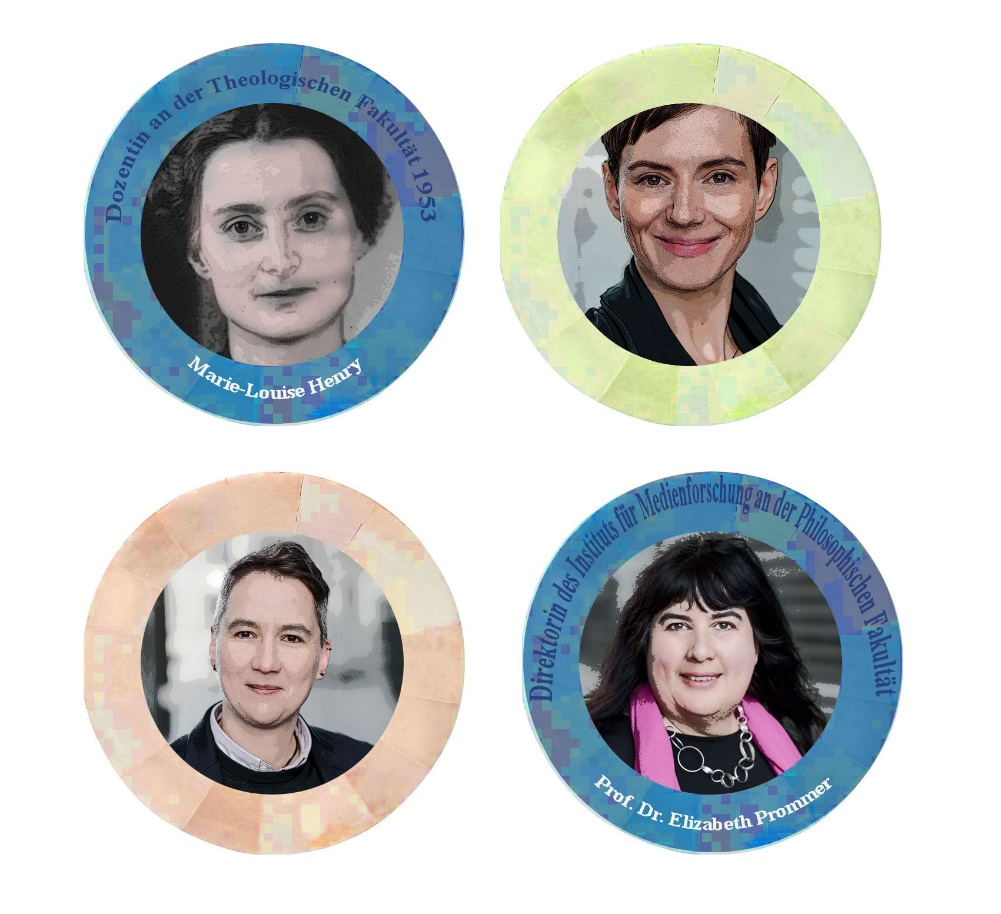 Dozentin an der Theologischen Fakultät 1953
Marie-Louise Henry
Direktorin des Instituts für Medienforschung an der Philosophischen Fakultät
Prof. Dr. Elizabeth Prommer